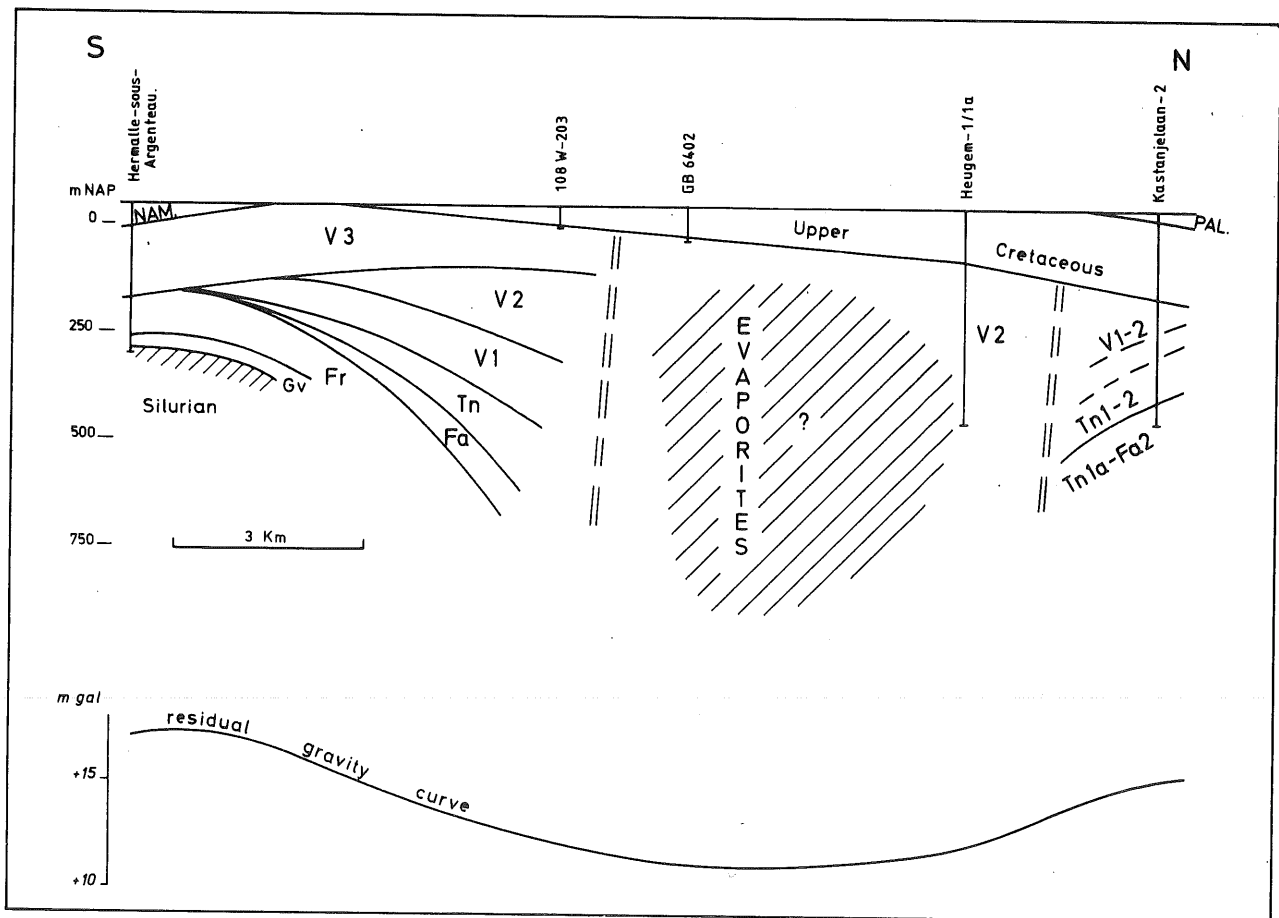 S
N
Hermalle-sous-
Argenteau.
108 W-203
GB 6402
Heugem-1/1a
Kastanjelaan-2
m NAP
0
NAM.
PAL.
V 3
Upper
Cretaceous
V 2
V2
250
V1
V1-2
Fr
Gv
Tn
Tn1-2
Silurian
Fa
Tn1a-Fa2
EVAPORITES
?
500
3 Km
750
m gal
residual
gravity
curve
+15
+10